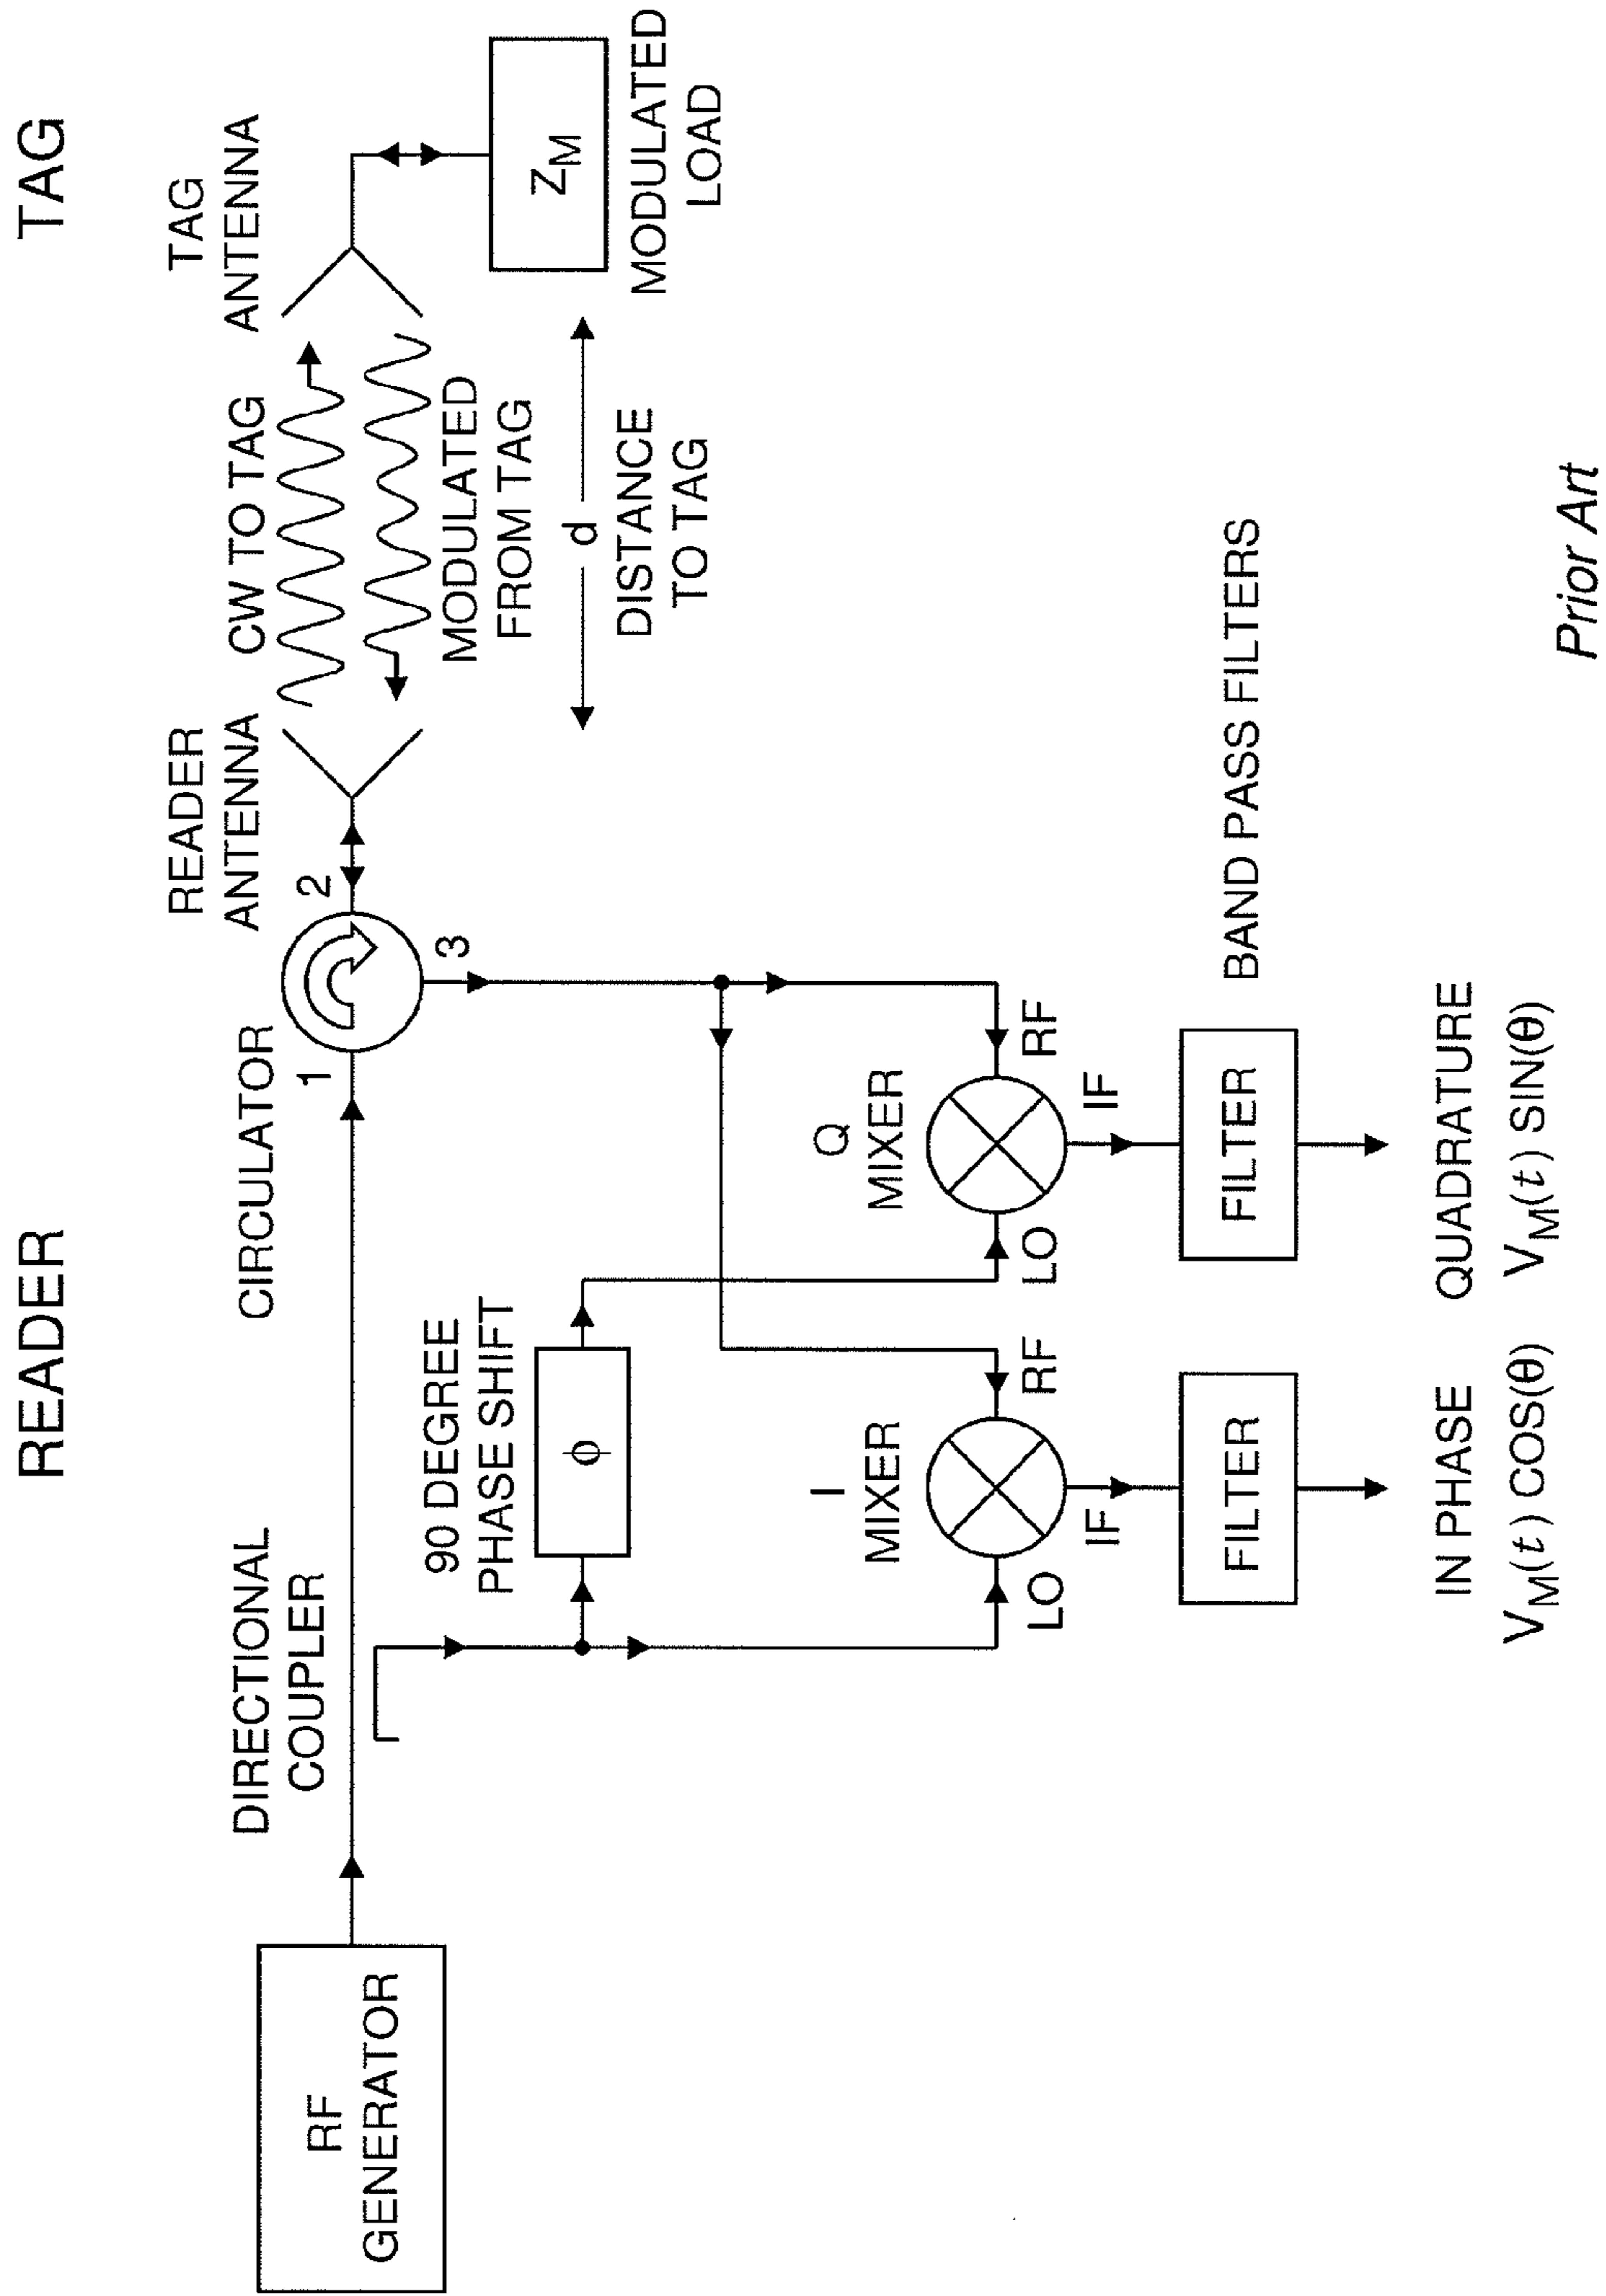 READER
TAG
RF
GENERATOR
DIRECTIONAL
COUPLER
CIRCULATOR
1
2
3
READER
ANTENNA
CW TO TAG
MODULATED
FROM TAG
d
DISTANCE
TO TAG
TAG
ANTENNA
Z_M
MODULATED
LOAD
90 DEGREE
PHASE SHIFT
ϕ
I
MIXER
LO
RF
IF
Q
MIXER
LO
RF
IF
FILTER
FILTER
BAND PASS FILTERS
IN PHASE
V_M(t) COS(θ)
QUADRATURE
V_M(t) SIN(θ)
Prior Art